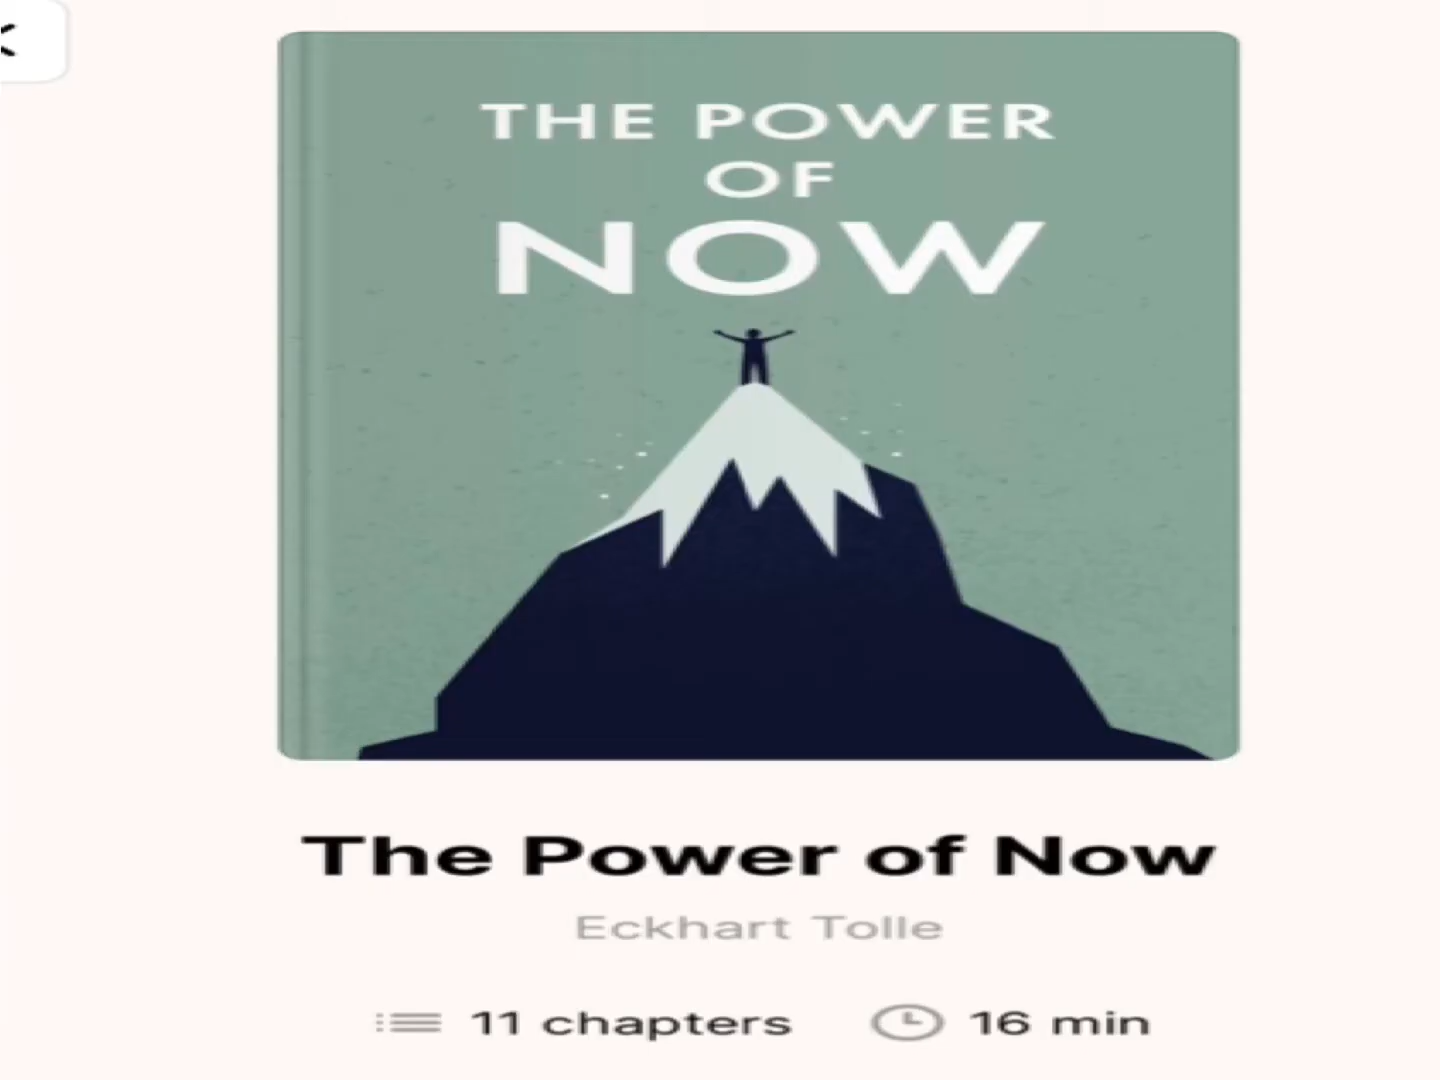 THE POWER
OF
NOW
The Power of Now
Eckhart Tolle
11 chapters 16 min